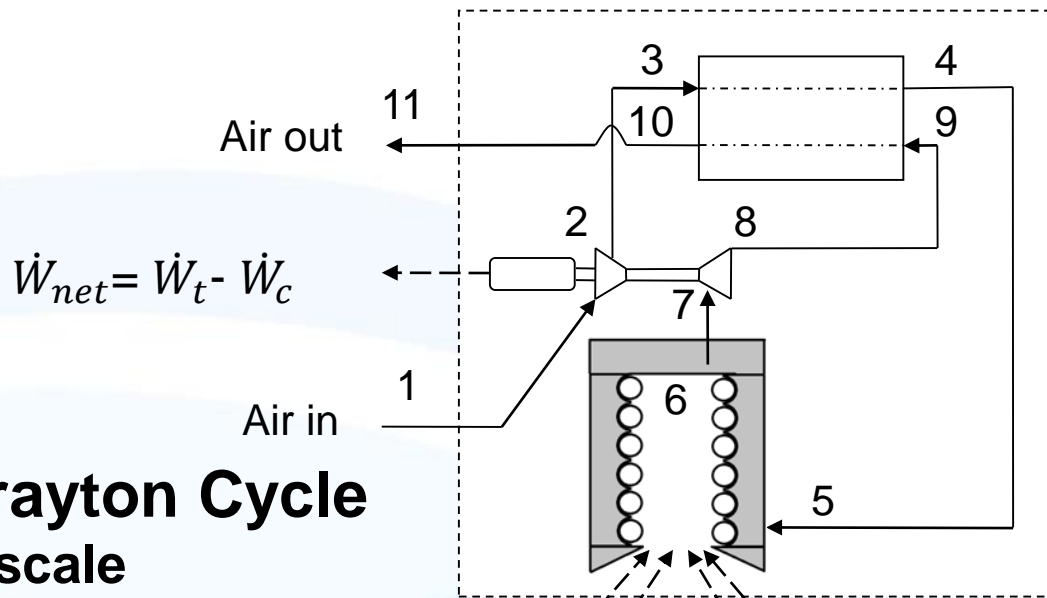 3
4
11
Air out
10
9
2
8
Ẇnet= Ẇt- Ẇc
7
1
6
Air in
rayton Cycle
5
scale